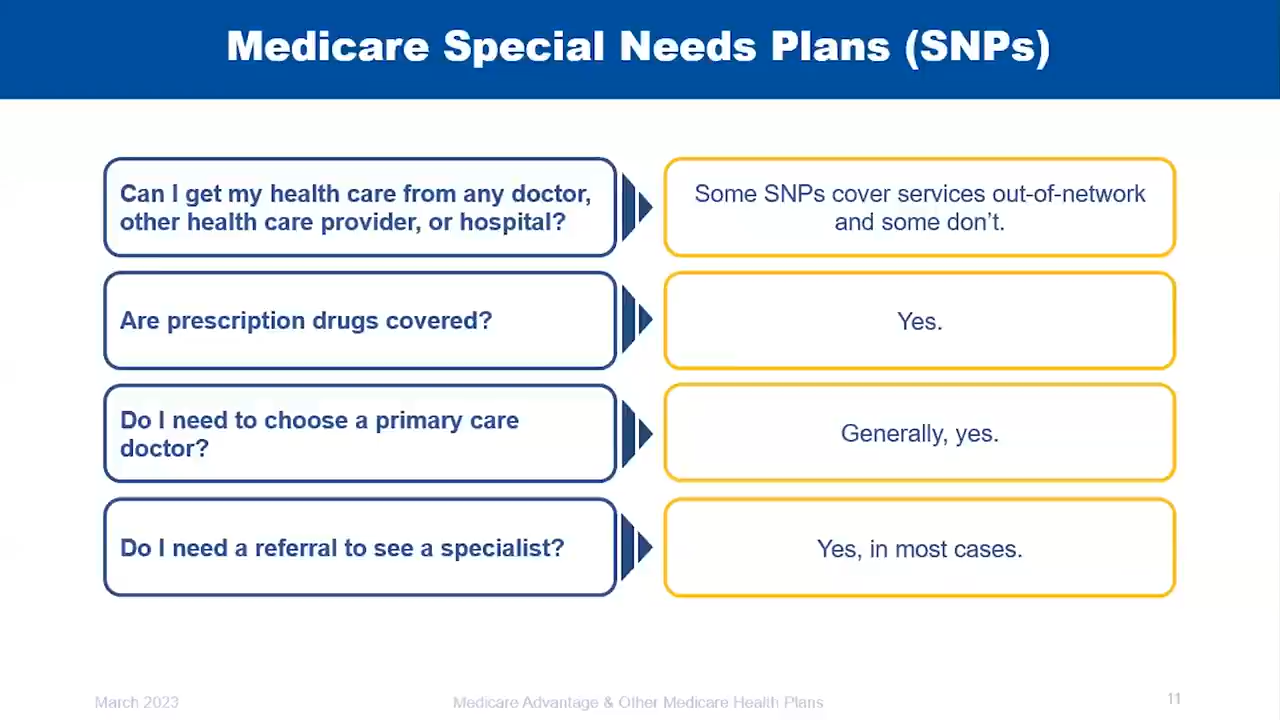 Medicare Special Needs Plans (SNPs)
Can I get my health care from any doctor,
other health care provider, or hospital?
Some SNPs cover services out-of-network
and some don't.
Are prescription drugs covered?
Yes.
Do I need to choose a primary care
doctor?
Generally, yes.
Do I need a referral to see a specialist?
Yes, in most cases.
March 2023
Medicare Advantage & Other Medicare Health Plans
11